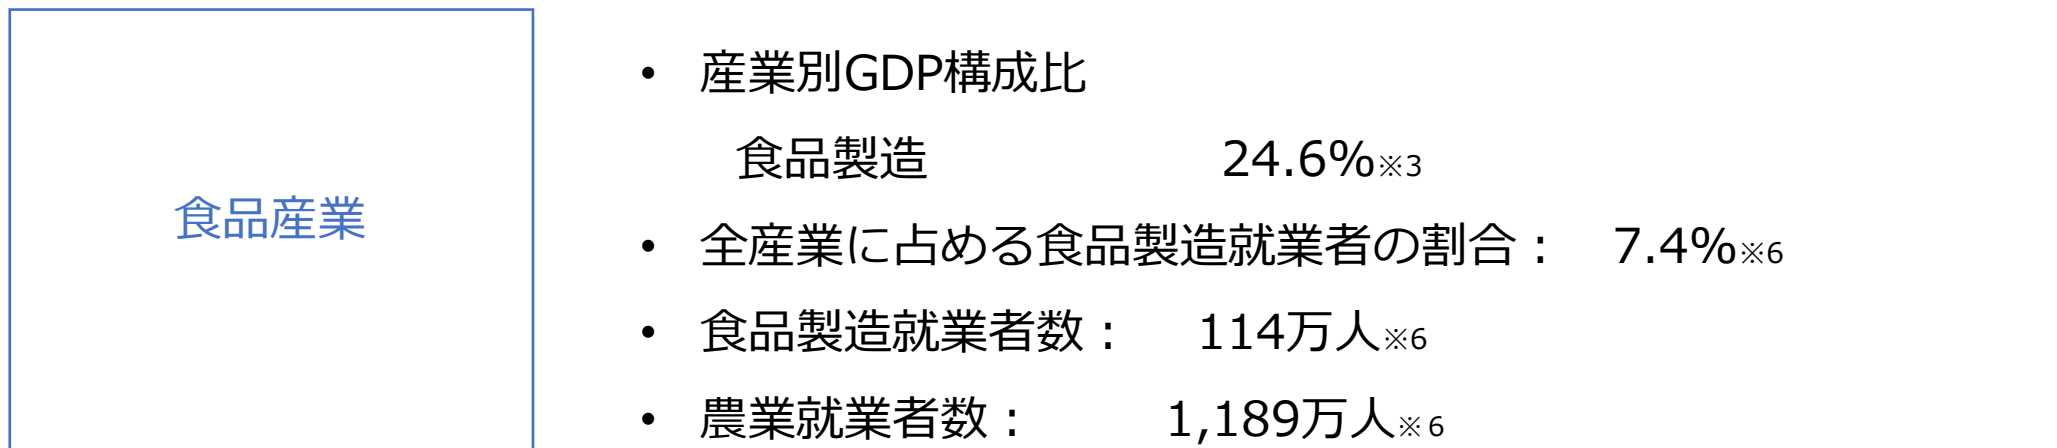 食品産業
• 産業別GDP構成比
食品製造 24.6%※3
• 全産業に占める食品製造就業者の割合： 7.4%※6
• 食品製造就業者数： 114万人※6
• 農業就業者数： 1,189万人※6